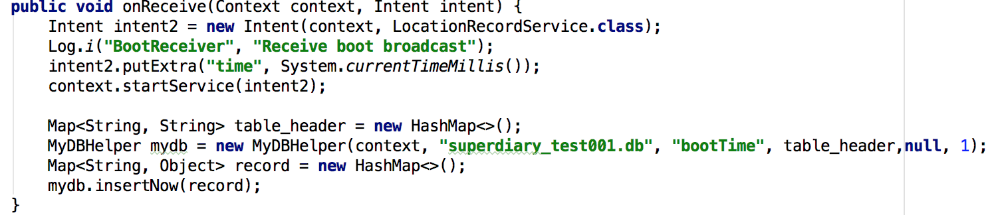 public void onReceive(Context context, Intent intent) {
    Intent intent2 = new Intent(context, LocationRecordService.class);
    Log.i("BootReceiver", "Receive boot broadcast");
    intent2.putExtra("time", System.currentTimeMillis());
    context.startService(intent2);

    Map<String, String> table_header = new HashMap<>();
    MyDBHelper mydb = new MyDBHelper(context, "superdiary_test001.db", "bootTime", table_header,null, 1);
    Map<String, Object> record = new HashMap<>();
    mydb.insertNow(record);
}